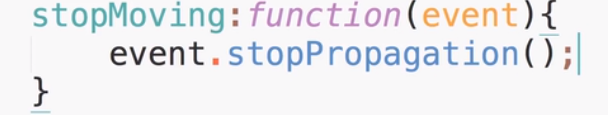 stopMoving:function(event){
    event.stopPropagation();
}